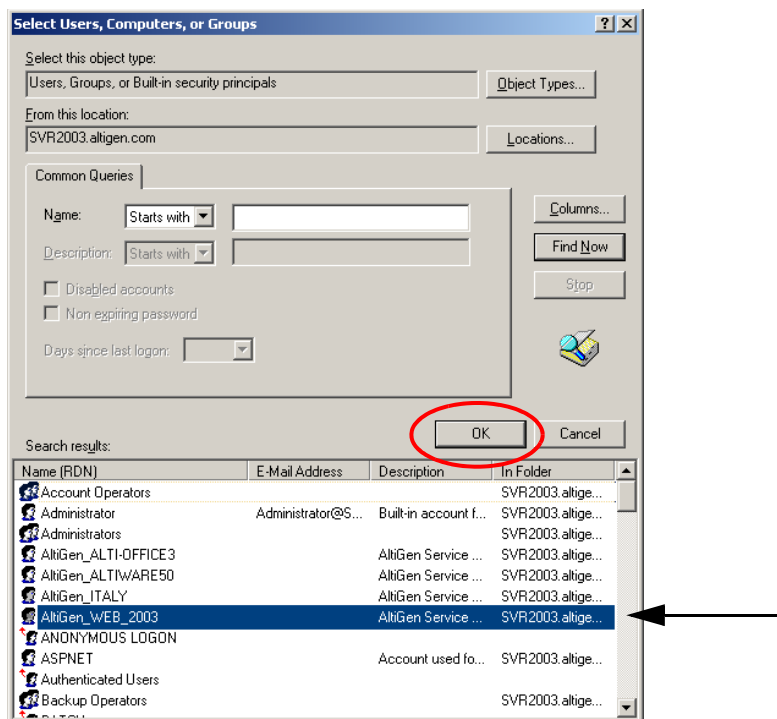 Select Users, Computers, or Groups
Select this object type:
Users, Groups, or Built-in security principals
Object Types...
From this location:
SVR2003.altigen.com
Locations...
Common Queries
Name: Starts with
Columns...
Description: Starts with
Find Now
Disabled accounts
Stop
Non expiring password
Days since last logon:
OK
Cancel
Search results:
Name (RDN) E-Mail Address Description In Folder
Account Operators SVR2003.altige...
Administrator Administrator@S... Built-in account f... SVR2003.altige...
Administrators SVR2003.altige...
AltiGen_ALTI-OFFICE3 AltiGen Service ... SVR2003.altige...
AltiGen_ALTIWARE50 AltiGen Service ... SVR2003.altige...
AltiGen_ITALY AltiGen Service ... SVR2003.altige...
AltiGen_WEB_2003 AltiGen Service ... SVR2003.altige...
ANONYMOUS LOGON
ASPNET Account used fo... SVR2003.altige...
Authenticated Users
Backup Operators SVR2003.altige...